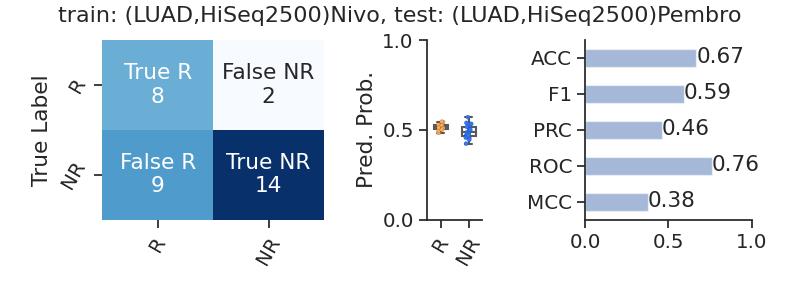 train: (LUAD,HiSeq2500)Nivo, test: (LUAD,HiSeq2500)Pembro
True Label
R
NR
True R
8
False NR
2
False R
9
True NR
14
R
NR
Pred. Prob.
1.0
0.5
0.0
R
NR
ACC
0.67
F1
0.59
PRC
0.46
ROC
0.76
MCC
0.38
0.0
0.5
1.0